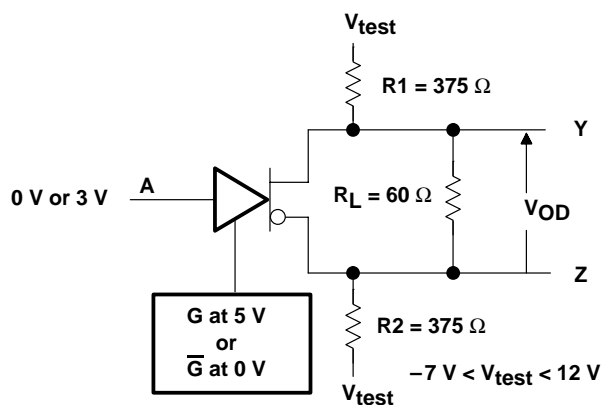 Vtest
R1 = 375 Ω
Y
0 V or 3 V
A
RL = 60 Ω
VOD
Z
G at 5 V
or
G̅ at 0 V
R2 = 375 Ω
Vtest
−7 V < Vtest < 12 V